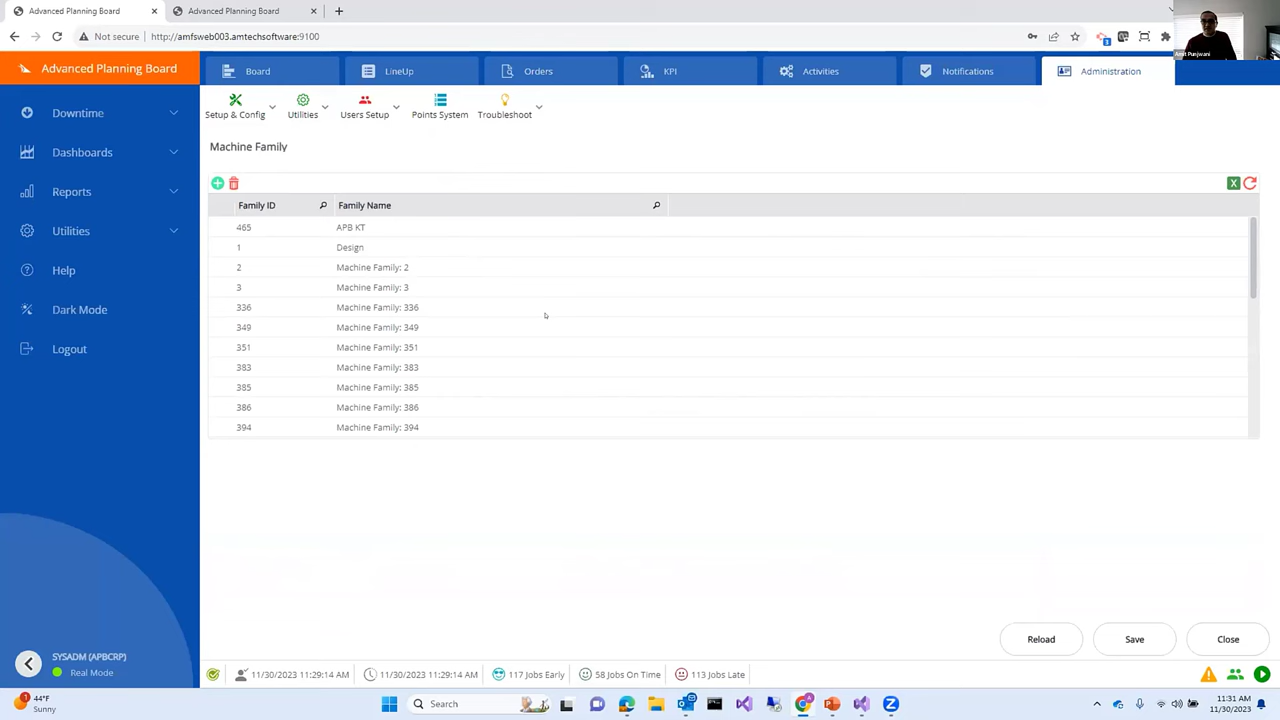 Advanced Planning Board
Advanced Planning Board
Not secure
http://amfsweb003.amtechsoftware:9100
3
Amit Punjwani
Advanced Planning Board
Board
LineUp
Orders
KPI
Activities
Notifications
Administration
Downtime
Dashboards
Reports
Utilities
Help
Dark Mode
Logout
Setup & Config
Utilities
Users Setup
Points System
Troubleshoot
Machine Family
Family ID Family Name
465 APB KT
1 Design
2 Machine Family: 2
3 Machine Family: 3
336 Machine Family: 336
349 Machine Family: 349
351 Machine Family: 351
383 Machine Family: 383
385 Machine Family: 385
386 Machine Family: 386
394 Machine Family: 394
Reload
Save
Close
SYSADM (APBCRP)
Real Mode
11/30/2023 11:29:14 AM
11/30/2023 11:29:14 AM
117 Jobs Early
58 Jobs On Time
113 Jobs Late
1
44°F
Sunny
Search
11:31 AM
11/30/2023